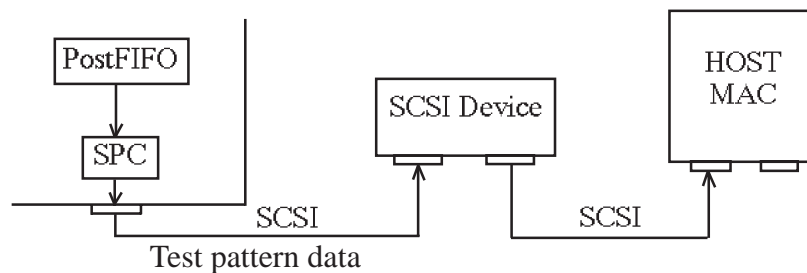 PostFIFO
SPC
SCSI Device
HOST
MAC
SCSI
SCSI
Test pattern data